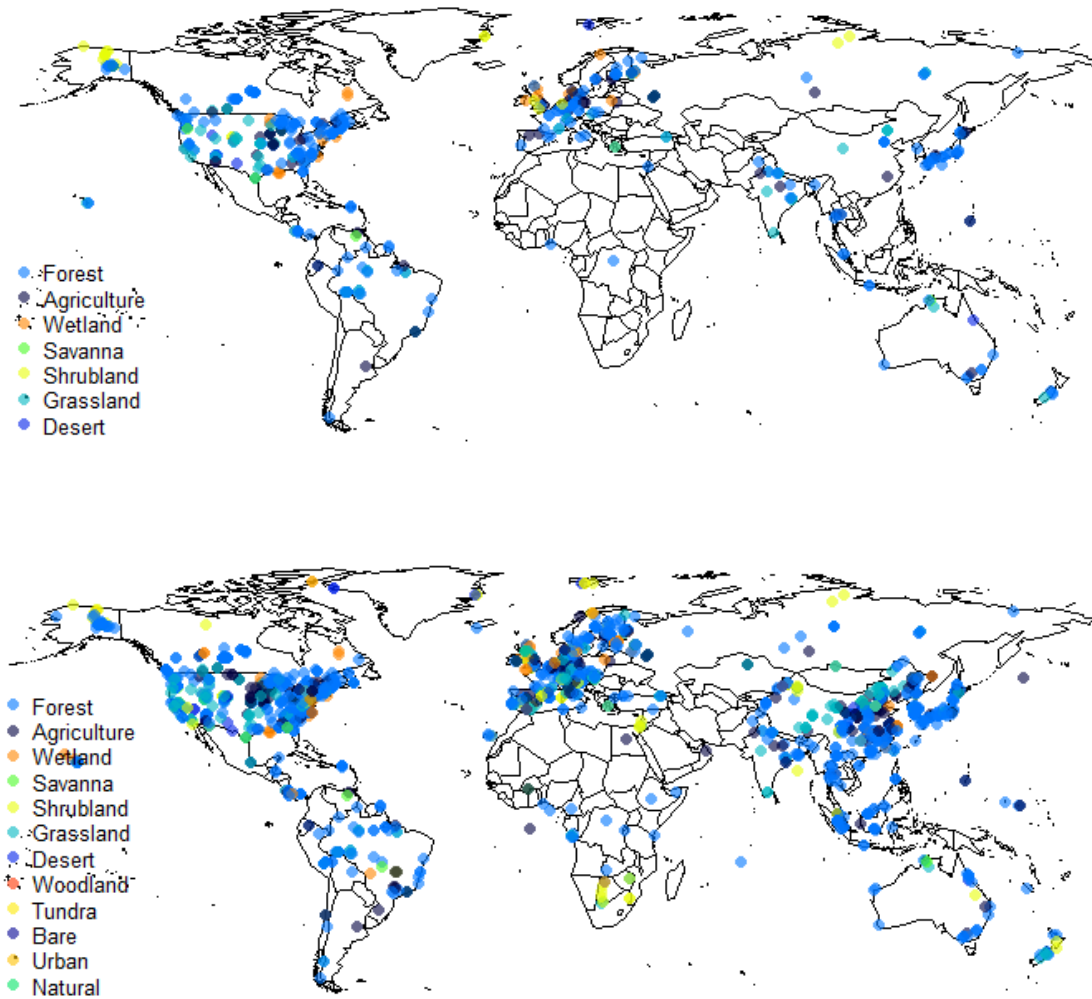 Forest
Agriculture
Wetland
Savanna
Shrubland
Grassland
Desert
Forest
Agriculture
Wetland
Savanna
Shrubland
Grassland
Desert
Woodland
Tundra
Bare
Urban
Natural